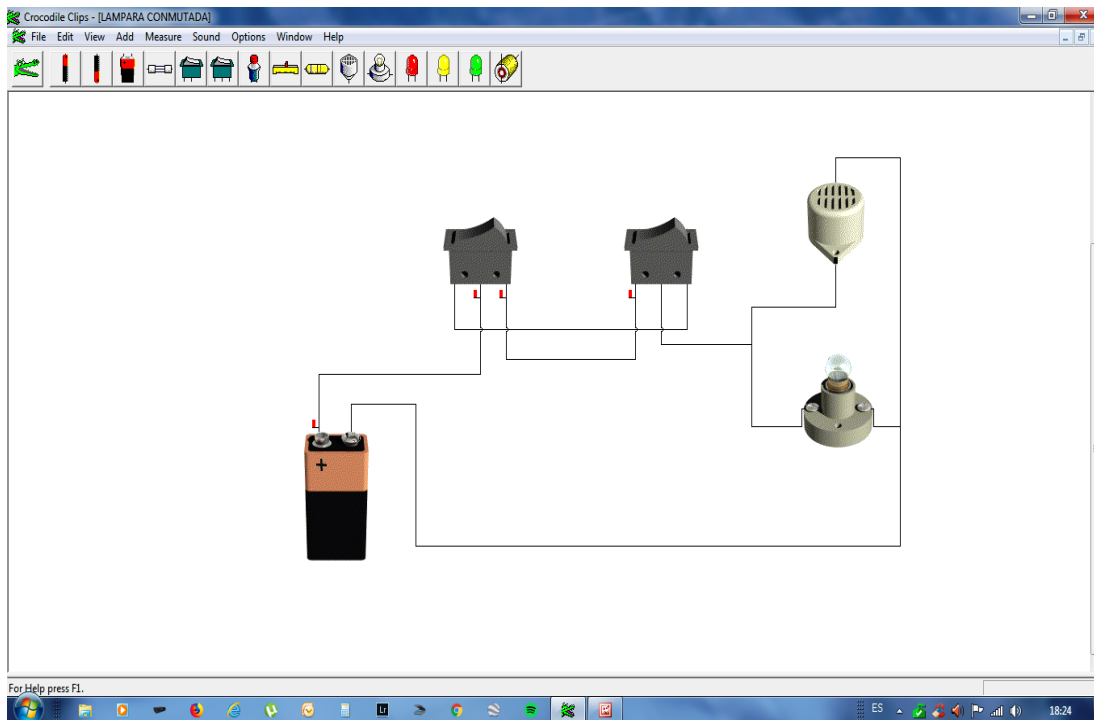 Crocodile Clips - [LAMPARA CONMUTADA]
File Edit View Add Measure Sound Options Window Help
+
For Help press F1.
Lr
ES
18:24